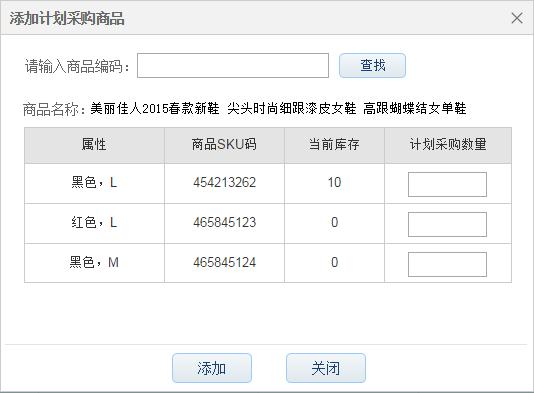 添加计划采购商品
请输入商品编码： 查找
商品名称：美丽佳人2015春款新鞋 尖头时尚细跟漆皮女鞋 高跟蝴蝶结女单鞋
属性 商品SKU码 当前库存 计划采购数量
黑色，L 454213262 10
红色，L 465845123 0
黑色，M 465845124 0
添加 关闭